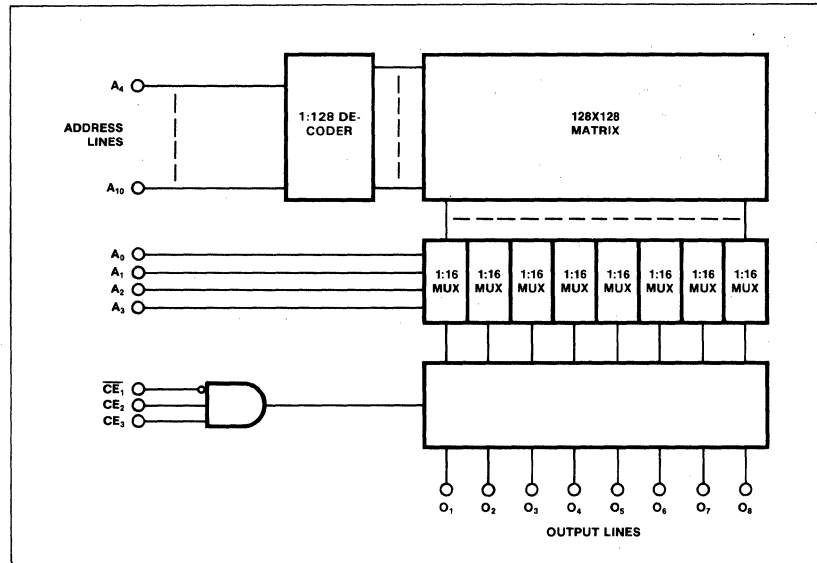 A₄
1:128 DE-
CODER
128X128
MATRIX
ADDRESS
LINES
A₁₀
A₀
A₁
A₂
A₃
1:16
MUX
1:16
MUX
1:16
MUX
1:16
MUX
1:16
MUX
1:16
MUX
1:16
MUX
1:16
MUX
C̅E̅₁
CE₂
CE₃
O₁ O₂ O₃ O₄ O₅ O₆ O₇ O₈
OUTPUT LINES